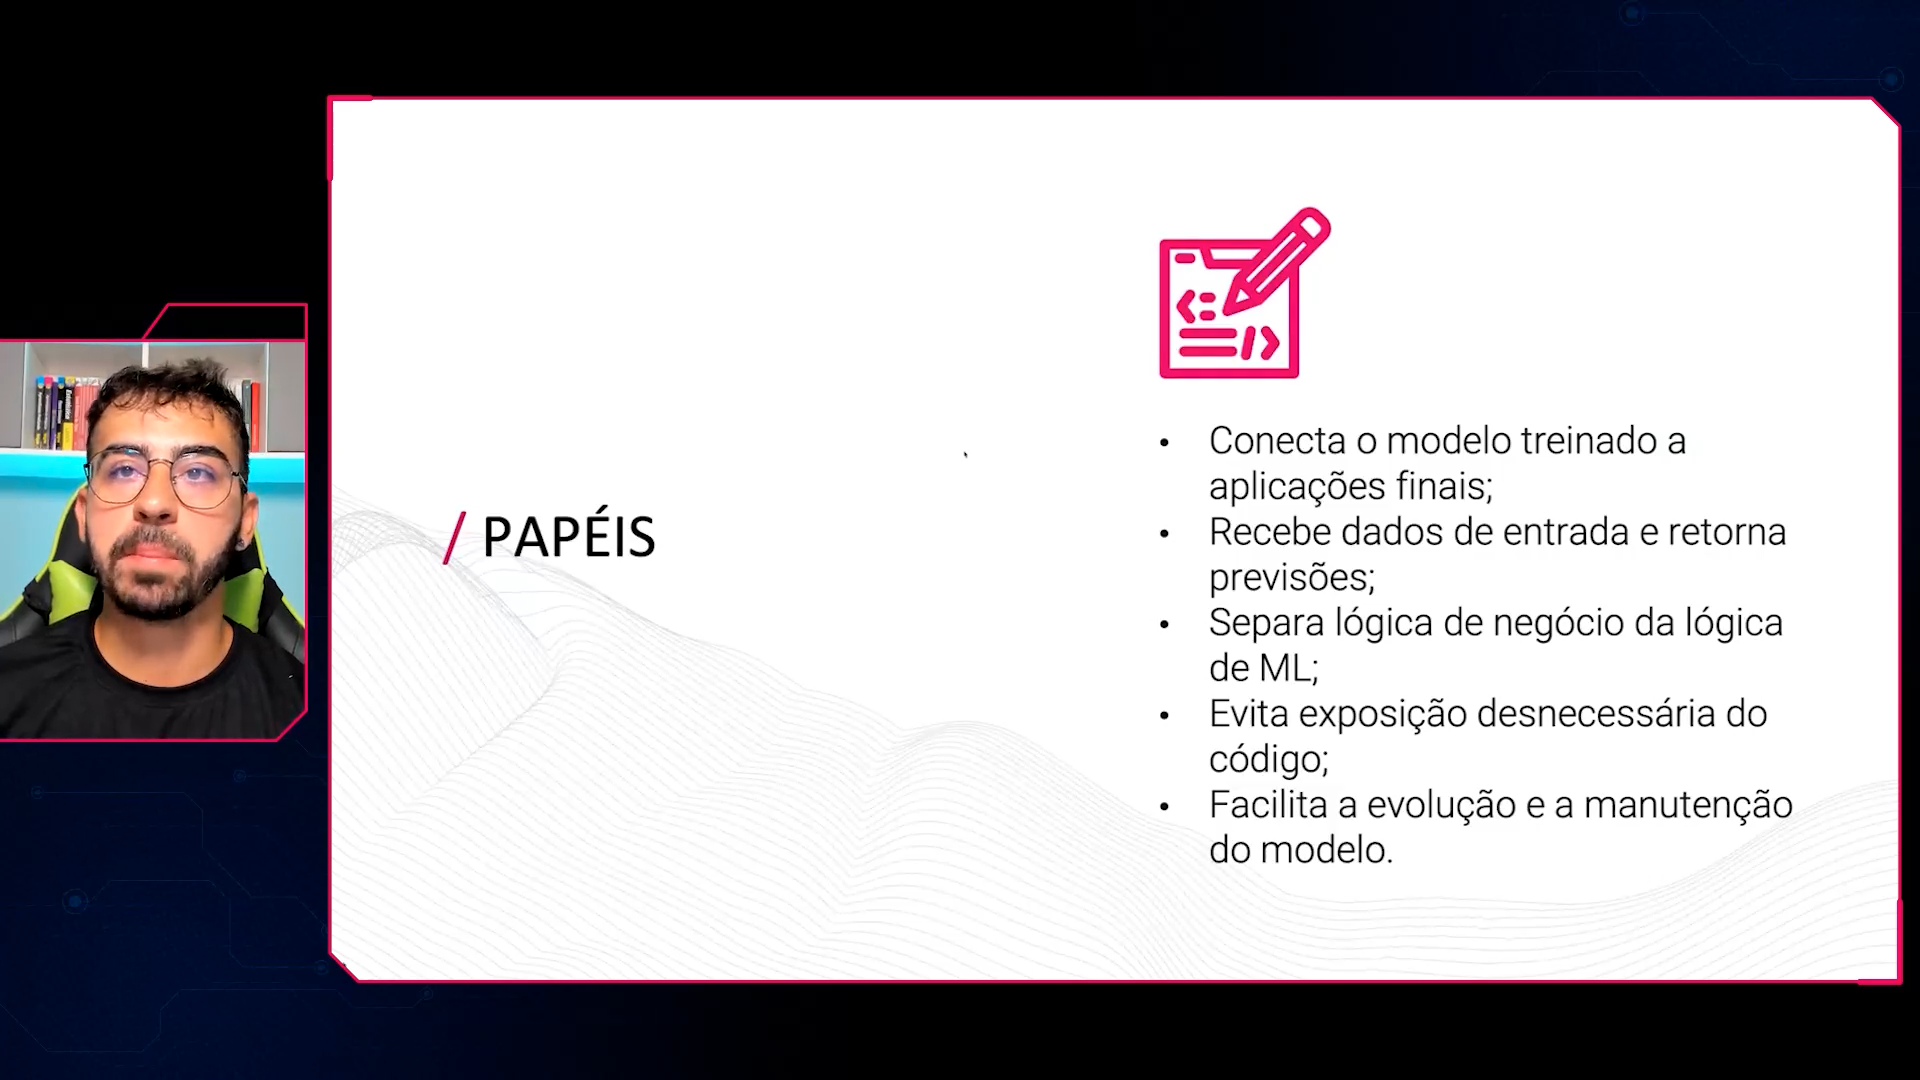 / PAPÉIS
• Conecta o modelo treinado a
aplicações finais;
• Recebe dados de entrada e retorna
previsões;
• Separa lógica de negócio da lógica
de ML;
• Evita exposição desnecessária do
código;
• Facilita a evolução e a manutenção
do modelo.